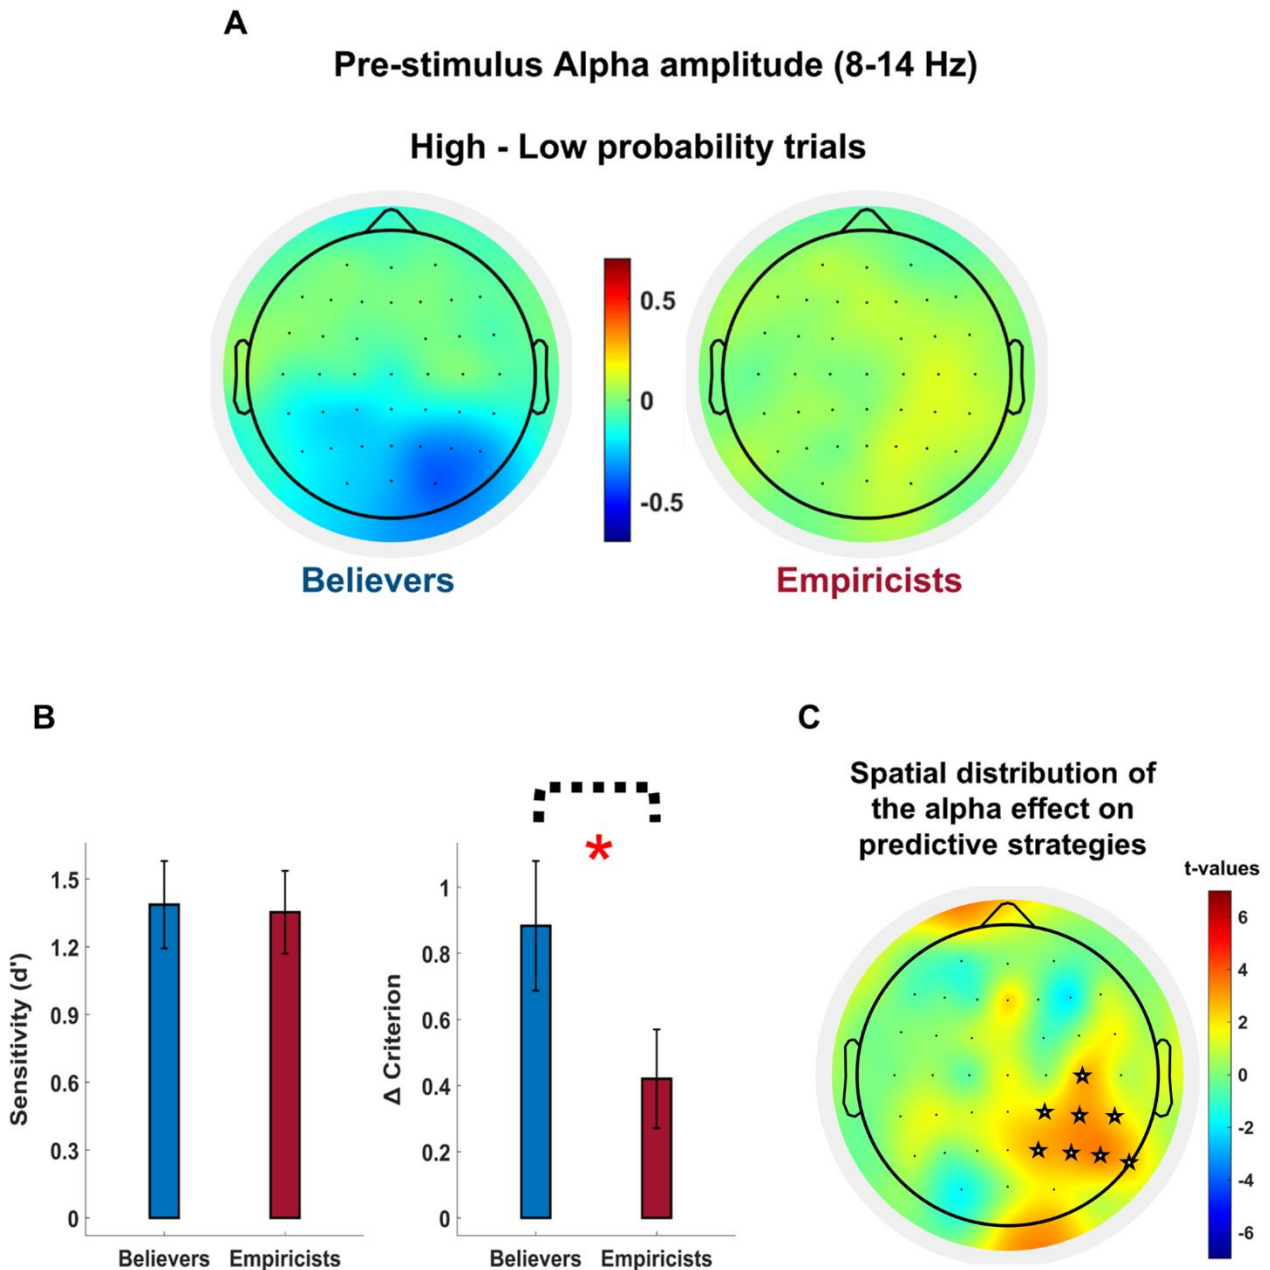 A
Pre-stimulus Alpha amplitude (8-14 Hz)
High - Low probability trials
0.5
0
-0.5
Believers
Empiricists
B
Sensitivity (d')
1.5
1.2
0.9
0.6
0.3
0
Believers
Empiricists
Δ Criterion
*
1
0.8
0.6
0.4
0.2
0
Believers
Empiricists
C
Spatial distribution of
the alpha effect on
predictive strategies
t-values
6
4
2
0
-2
-4
-6